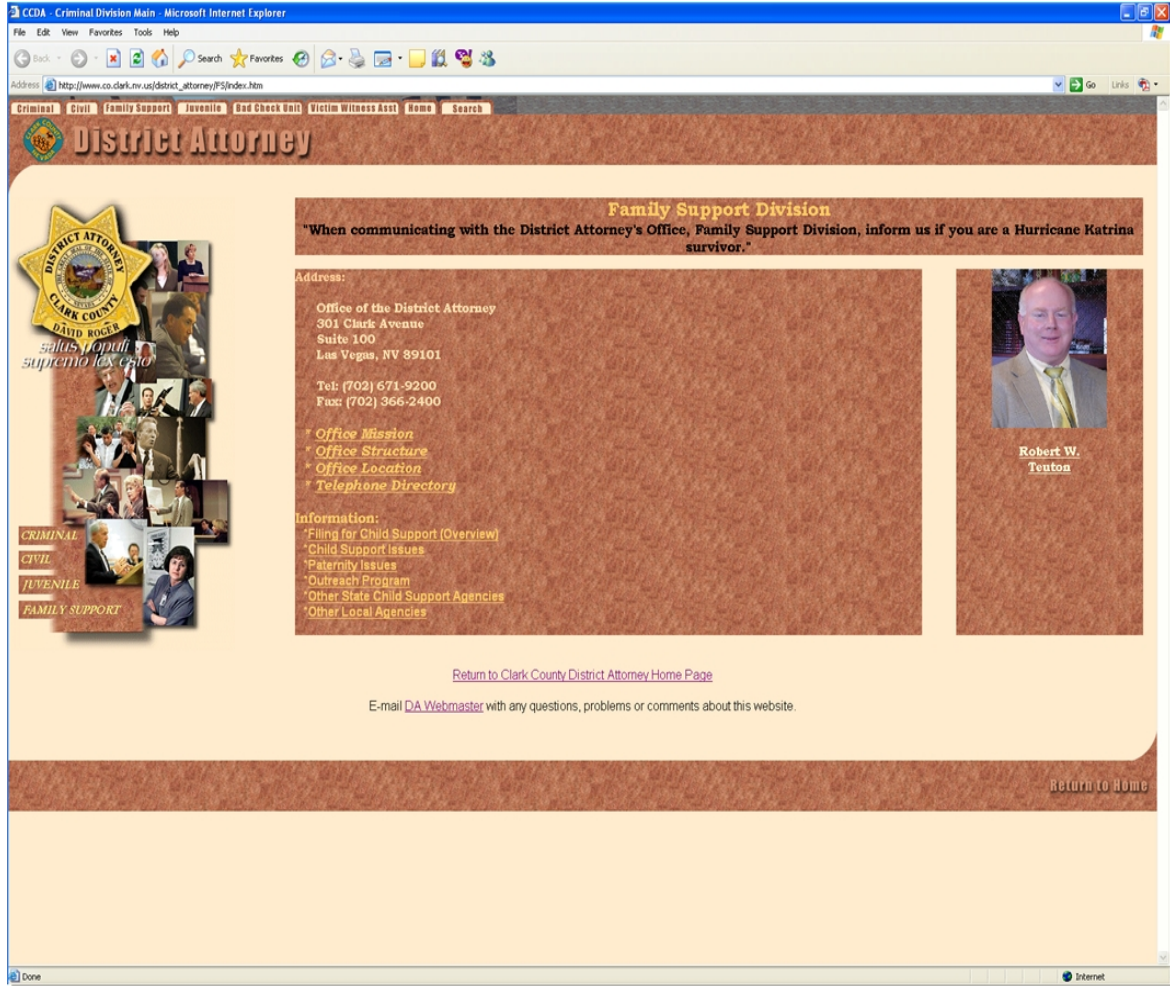 CCDA - Criminal Division Main - Microsoft Internet Explorer
File Edit View Favorites Tools Help
Back Search Favorites
Address http://www.co.clark.nv.us/district_attorney/FS/index.htm Go Links
Criminal Civil Family Support Juvenile Bad Check Unit Victim Witness Asst Home Search
District Attorney
DISTRICT ATTORNEY
CLARK COUNTY
DAVID ROGER
salus populi
supremo lex esto
CRIMINAL
CIVIL
JUVENILE
FAMILY SUPPORT
Family Support Division
"When communicating with the District Attorney's Office, Family Support Division, inform us if you are a Hurricane Katrina
survivor."
Address:
Office of the District Attorney
301 Clark Avenue
Suite 100
Las Vegas, NV 89101
Tel: (702) 671-9200
Fax: (702) 366-2400
* Office Mission
* Office Structure
* Office Location
* Telephone Directory
Information:
*Filing for Child Support (Overview)
*Child Support Issues
*Paternity Issues
*Outreach Program
*Other State Child Support Agencies
*Other Local Agencies
Robert W.
Teuton
Return to Clark County District Attorney Home Page
E-mail DA Webmaster with any questions, problems or comments about this website.
Return to Home
Done Internet